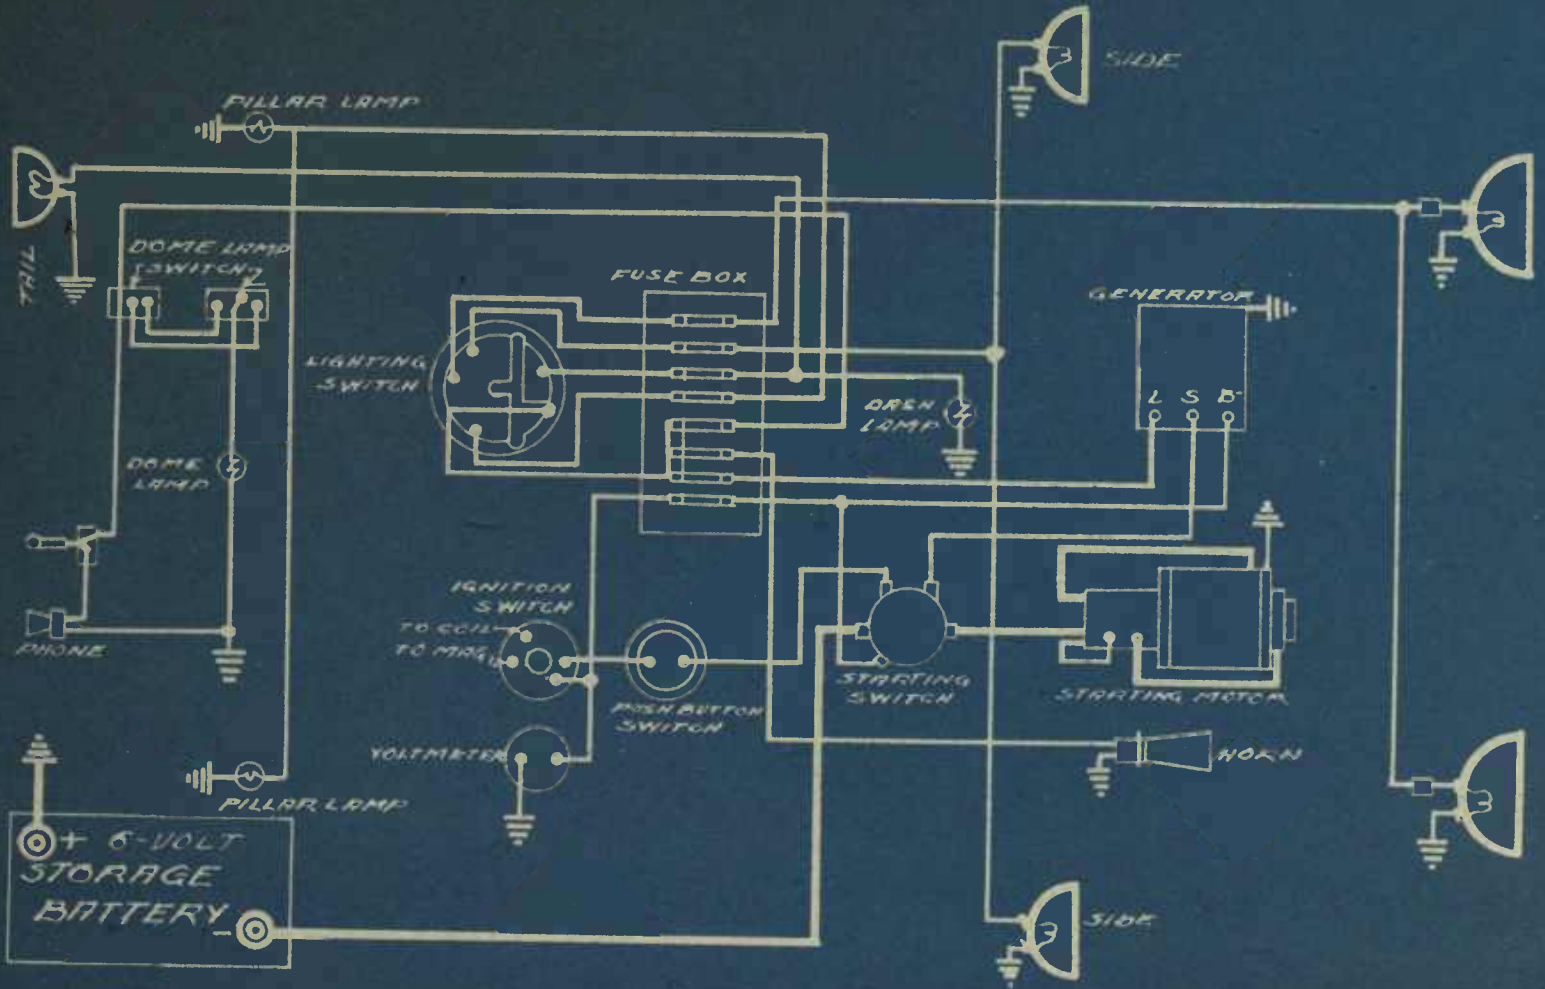 SIDE
PILLAR LAMP
TAIL
DOME LAMP
SWITCH
FUSE BOX
GENERATOR
LIGHTING
SWITCH
L S B-
DASH
LAMP
DOME
LAMP
IGNITION
SWITCH
TO COIL
TO MAG.
PHONE
STARTING
SWITCH
STARTING MOTOR
PUSH BUTTON
SWITCH
VOLTMETER
HORN
PILLAR LAMP
+ 6-VOLT
STORAGE
BATTERY
-
SIDE